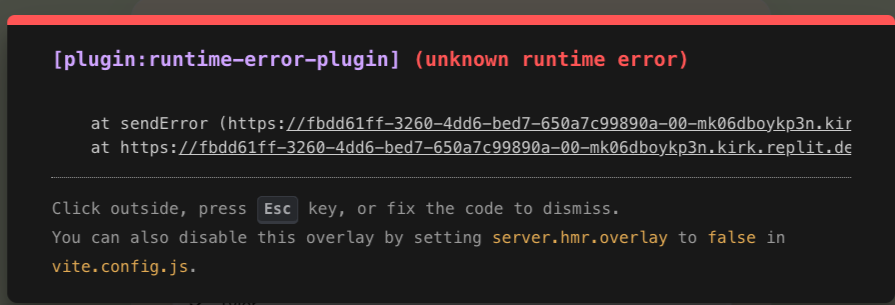 [plugin:runtime-error-plugin] (unknown runtime error)
at sendError (https://fbdd61ff-3260-4dd6-bed7-650a7c99890a-00-mk06dboykp3n.kir
at https://fbdd61ff-3260-4dd6-bed7-650a7c99890a-00-mk06dboykp3n.kirk.replit.de
Click outside, press Esc key, or fix the code to dismiss.
You can also disable this overlay by setting server.hmr.overlay to false in
vite.config.js.